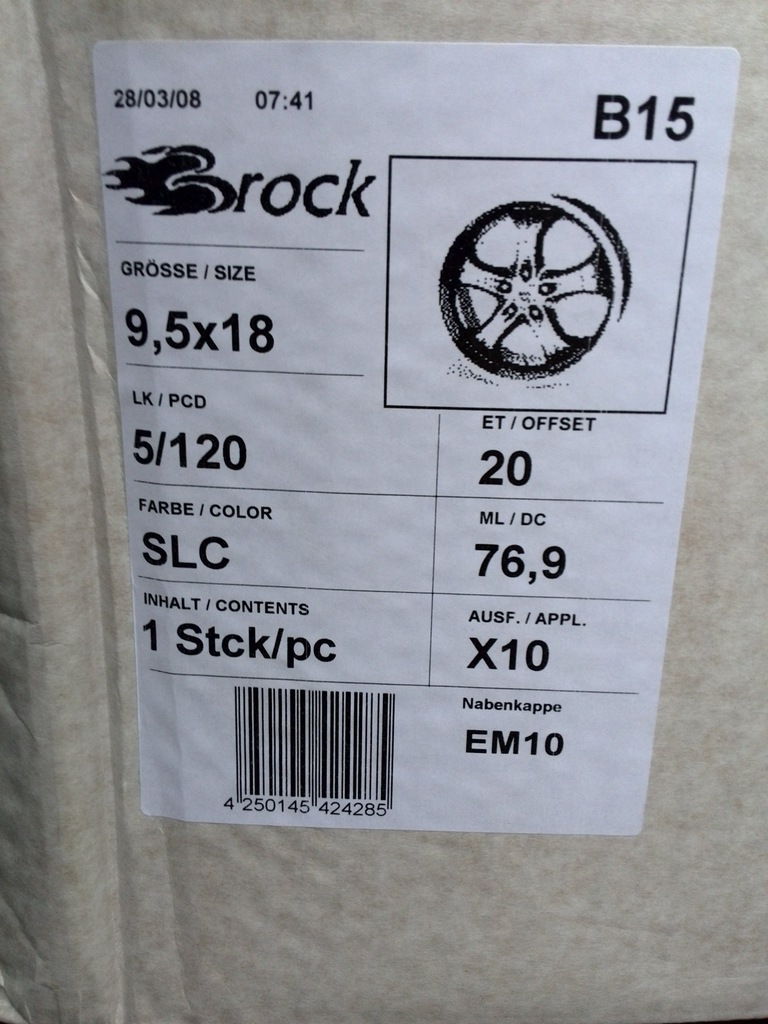 28/03/08 07:41
B15
Brock
GRÖSSE / SIZE
9,5x18
LK / PCD
5/120
ET / OFFSET
20
FARBE / COLOR
SLC
ML / DC
76,9
INHALT / CONTENTS
1 Stck/pc
AUSF. / APPL.
X10
Nabenkappe
EM10
4 250145 424285